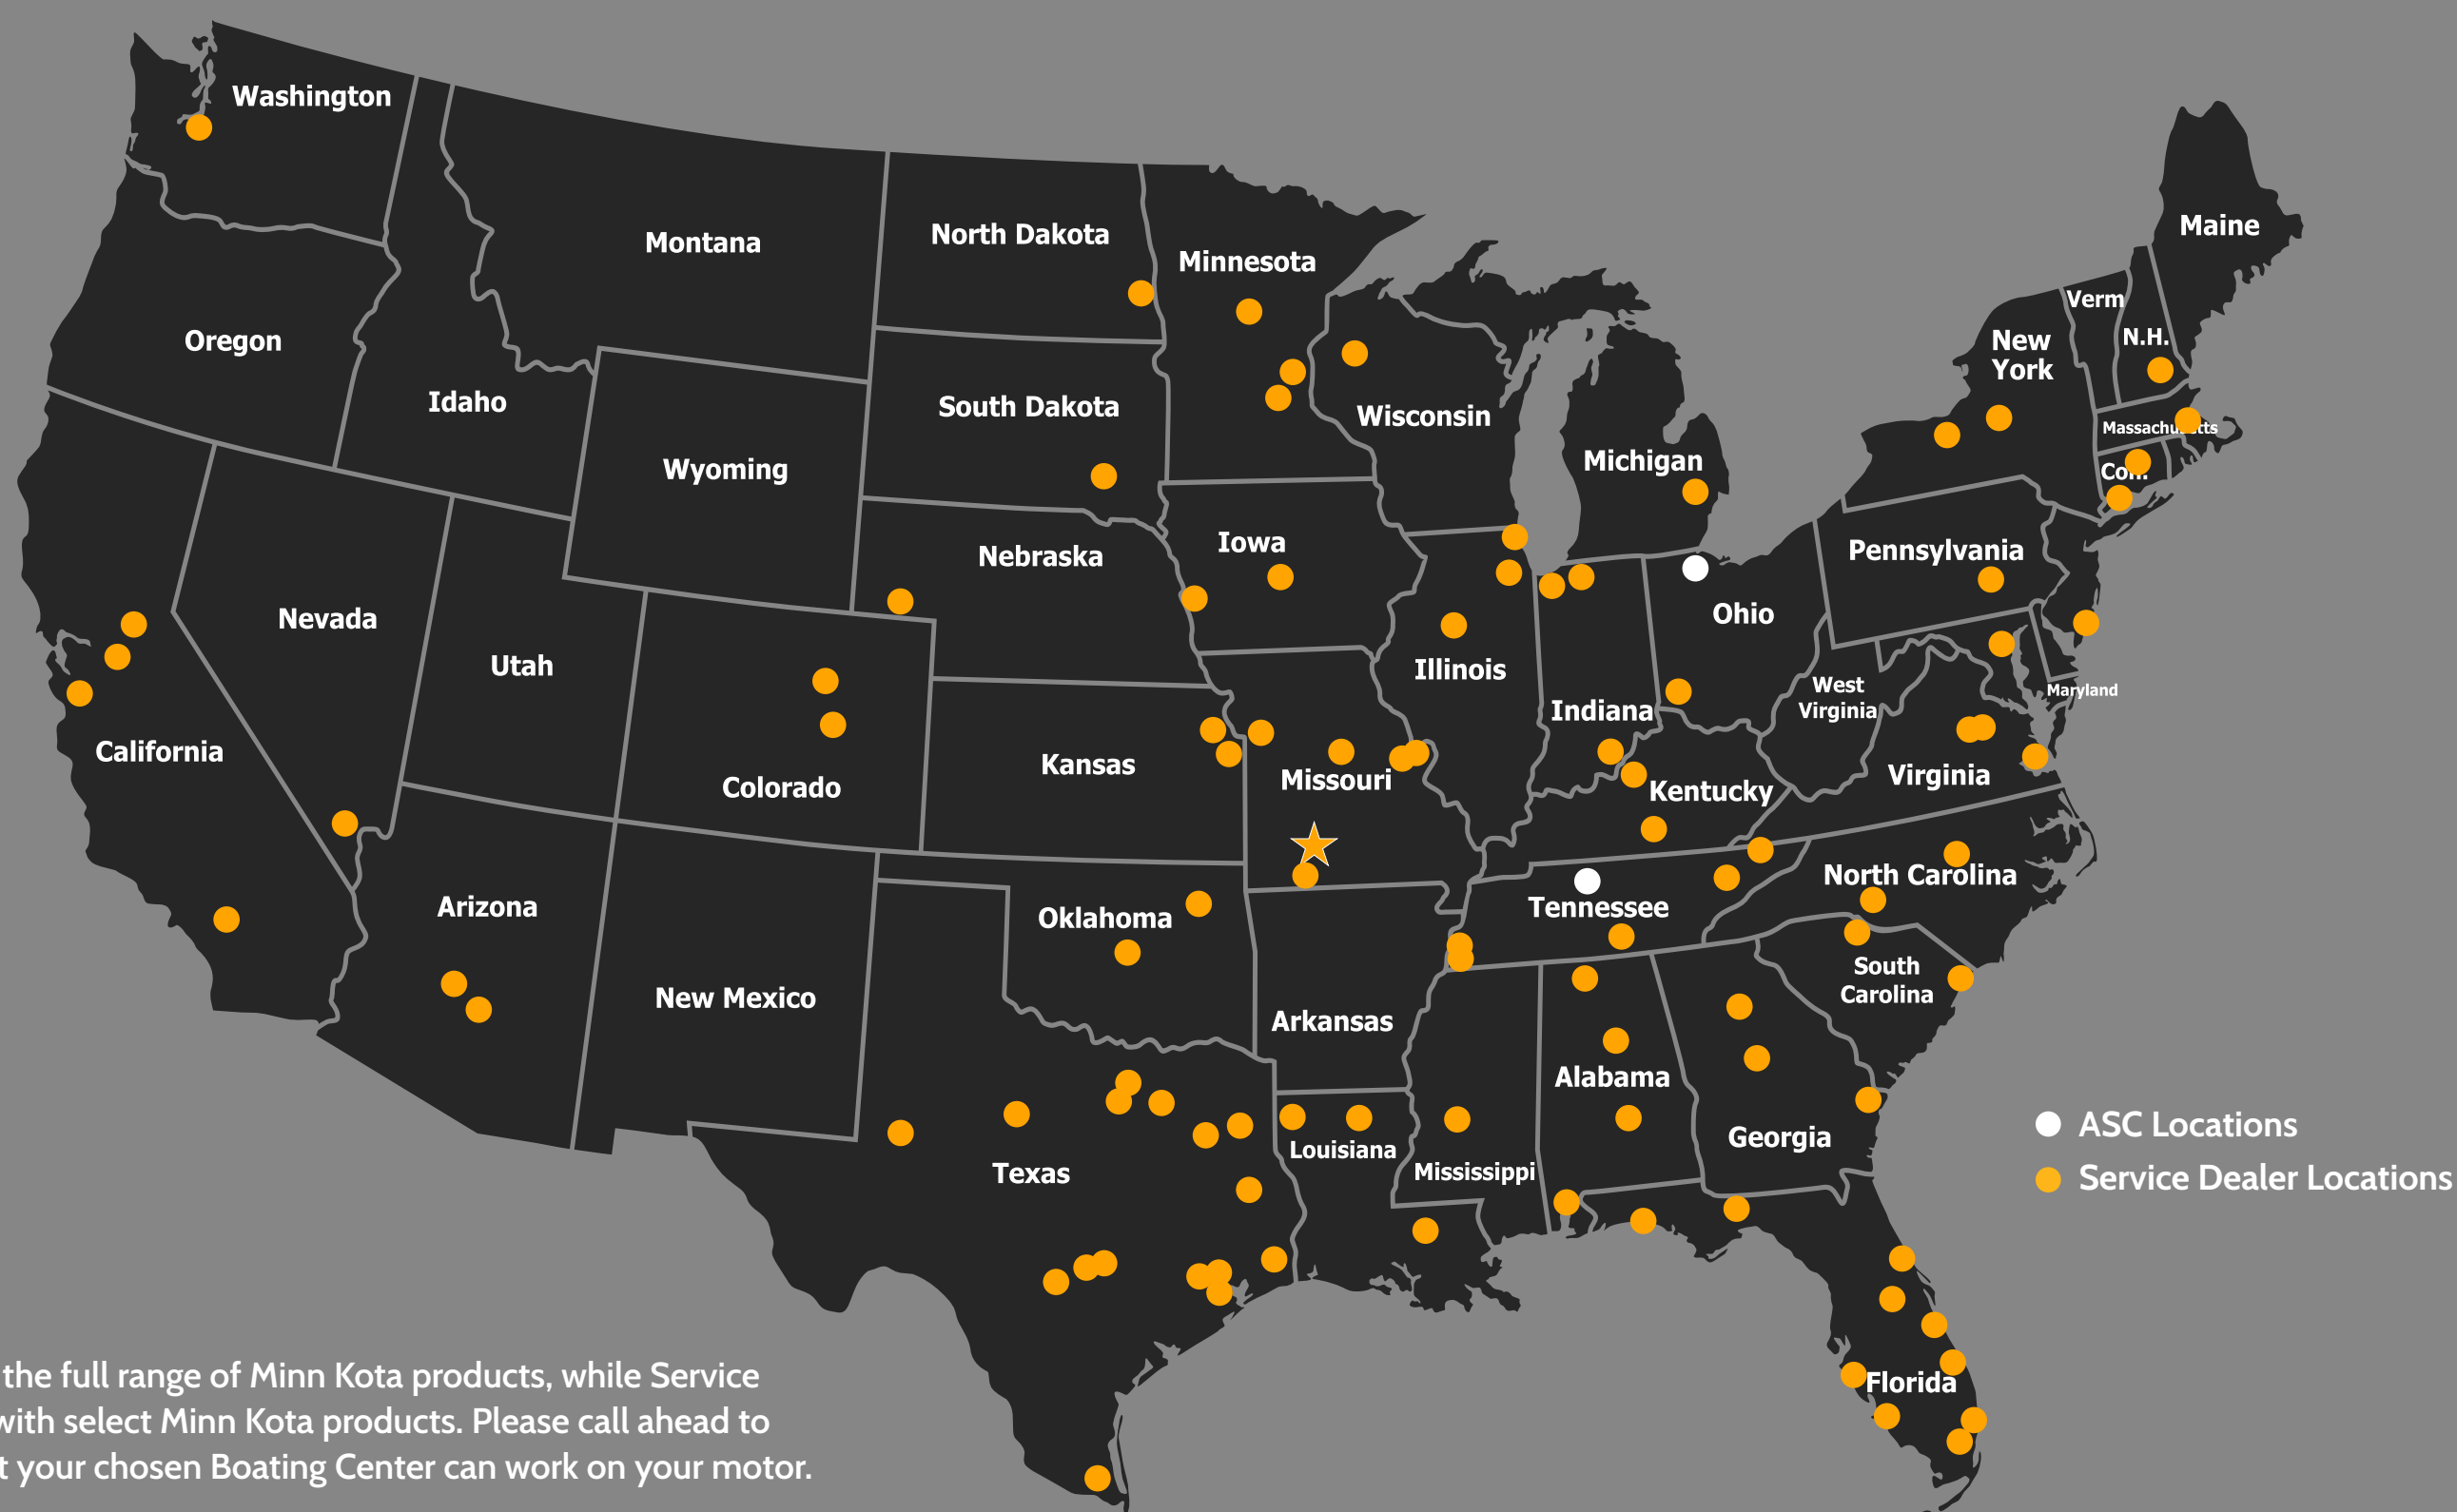 Washington
Montana
North Dakota
Minnesota
Maine
Verm
Oregon
Idaho
New
York
N.H.
South Dakota
Wisconsin
Massachusetts
Wyoming
Michigan
Con.
Nebraska
Iowa
Pennsylvania
Nevada
Utah
Ohio
Illinois
West
Virginia
Maryland
California
Colorado
Kansas
Missouri
Indiana
Kentucky
Virginia
Arizona
New Mexico
Oklahoma
Tennessee
North Carolina
South
Carolina
Arkansas
Alabama
Georgia
Texas
Louisiana
Mississippi
Florida
ASC Locations
Service Dealer Locations
the full range of Minn Kota products, while Service
with select Minn Kota products. Please call ahead to
t your chosen Boating Center can work on your motor.